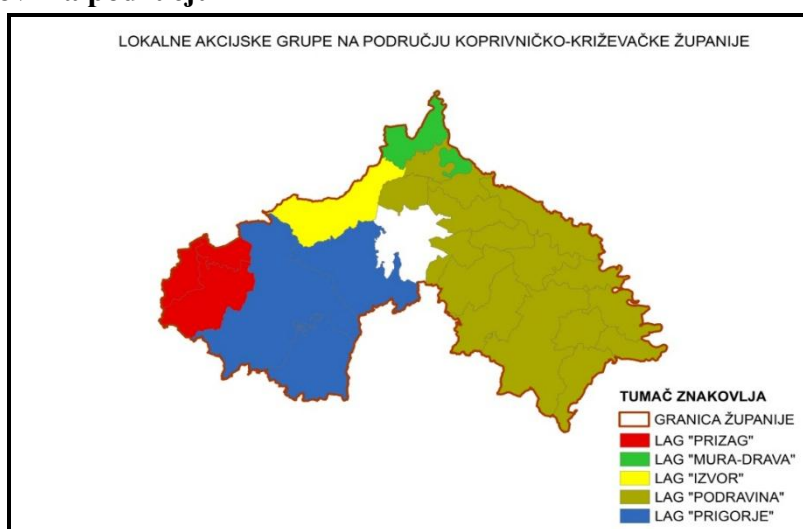 LOKALNE AKCIJSKE GRUPE NA PODRUČJU KOPRIVNIČKO-KRIŽEVAČKE ŽUPANIJE
TUMAČ ZNAKOVLJA
GRANICA ŽUPANIJE
LAG "PRIZAG"
LAG "MURA-DRAVA"
LAG "IZVOR"
LAG "PODRAVINA"
LAG "PRIGORJE"